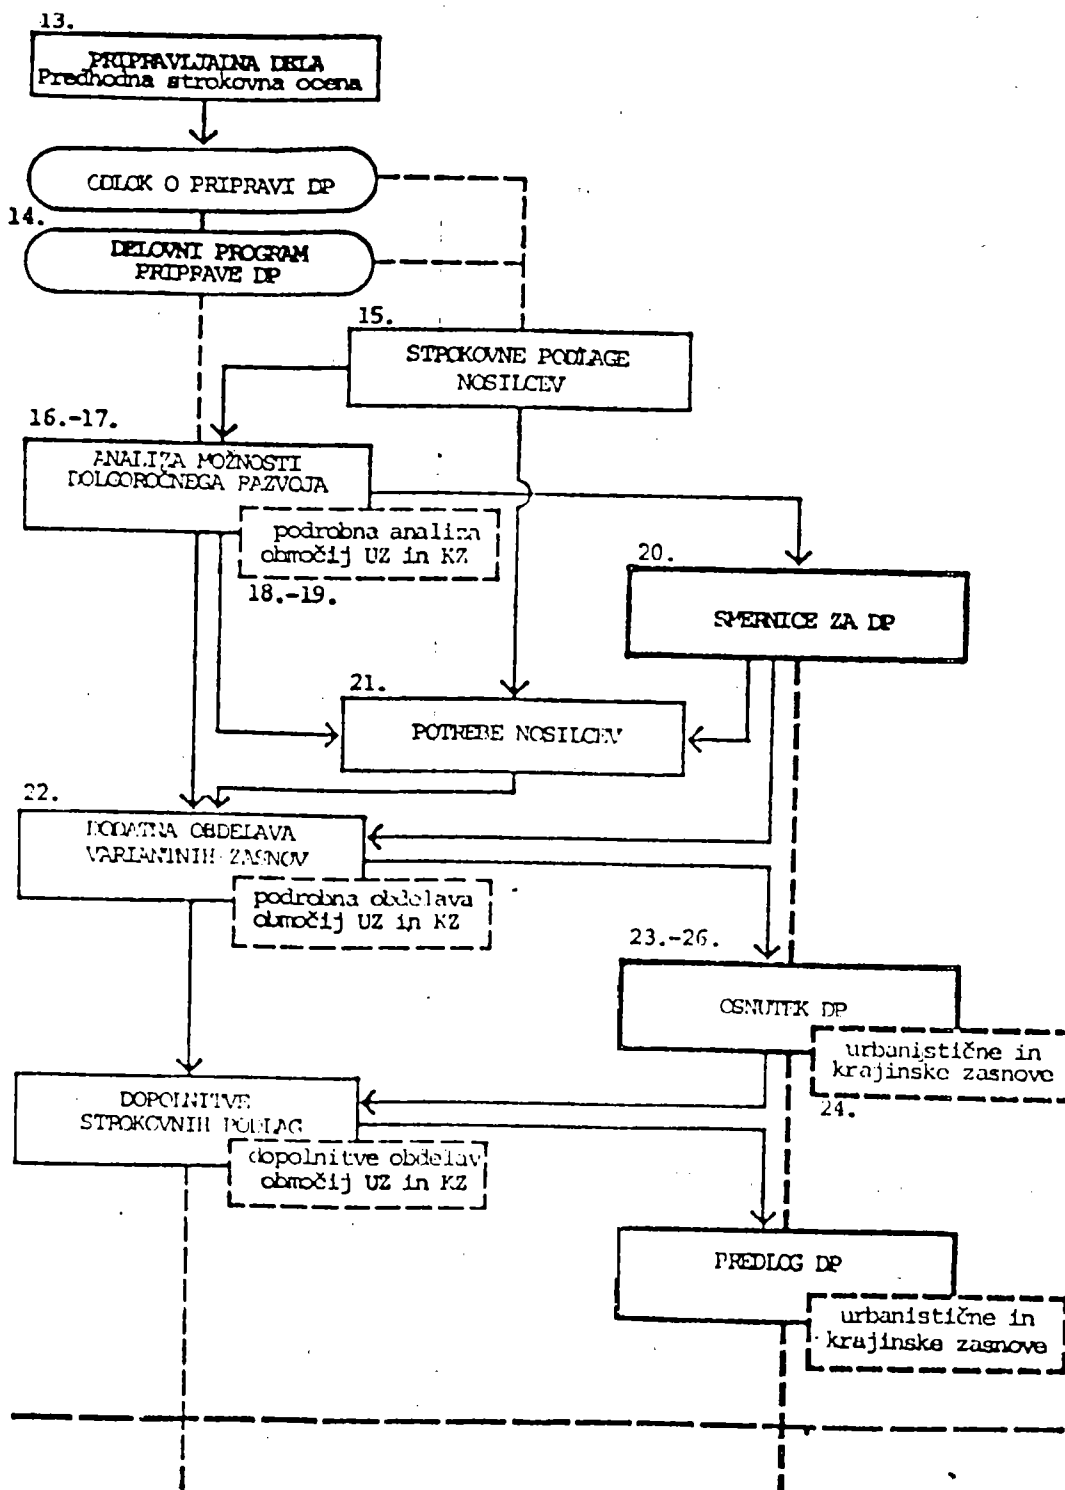 13.
PRIPRAVLJALNA DELA
Predhodna strokovna ocena
ODLOK O PRIPRAVI DP
14.
DELOVNI PROGRAM
PRIPRAVE DP
15.
STROKOVNE PODLAGE
NOSILCEV
16.-17.
ANALIZA MOŽNOSTI
DOLGOROČNEGA RAZVOJA
podrobna analiza
območij UZ in KZ
18.-19.
20.
SMERNICE ZA DP
21.
POTREBE NOSILCEV
22.
DODATNA OBDELAVA
VARIANTNIH ZASNOV
podrobna obdelava
območij UZ in KZ
23.-26.
OSNUTEK DP
urbanistične in
krajinske zasnove
24.
DOPOLNITVE
STROKOVNIH PODLAG
dopolnitve obdelav
območij UZ in KZ
PREDLOG DP
urbanistične in
krajinske zasnove